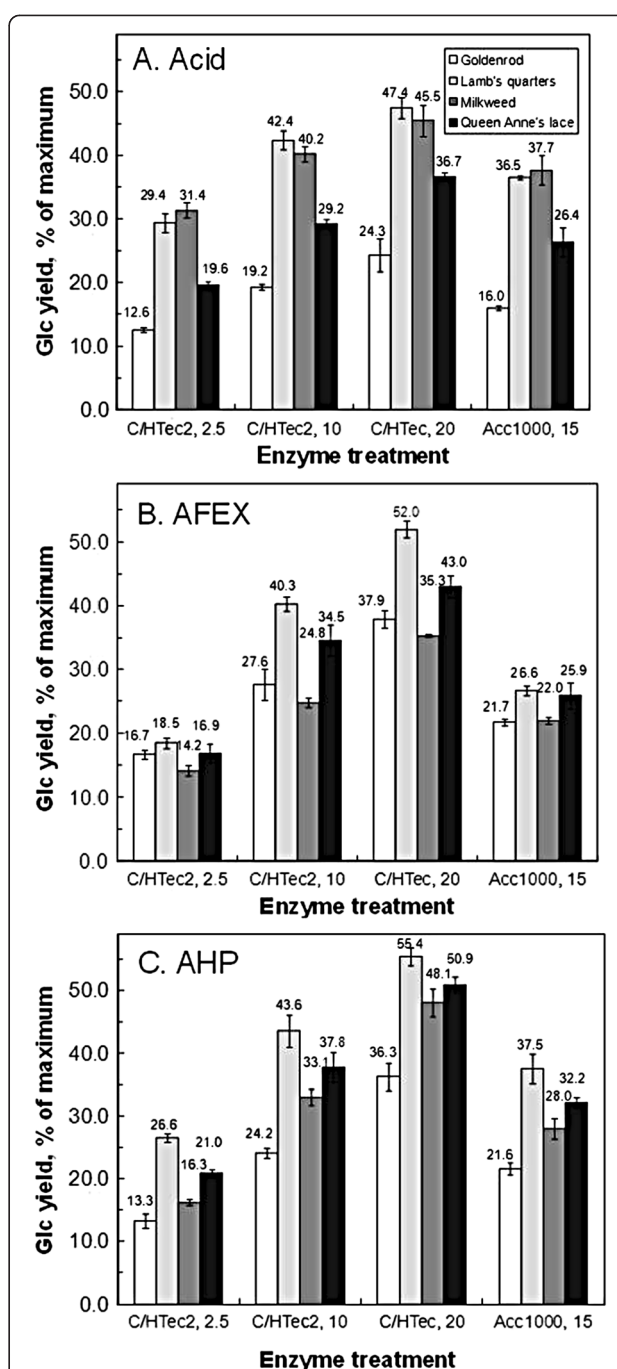 A. Acid
Goldenrod
Lamb's quarters
Milkweed
Queen Anne's lace
Glc yield, % of maximum
50.0
40.0
30.0
20.0
10.0
0.0
12.6
29.4
31.4
19.6
19.2
42.4
40.2
29.2
24.3
47.4
45.5
36.7
16.0
36.5
37.7
26.4
C/HTec2, 2.5
C/HTec2, 10
C/HTec, 20
Acc1000, 15
Enzyme treatment
B. AFEX
Glc yield, % of maximum
50.0
40.0
30.0
20.0
10.0
0.0
16.7
18.5
14.2
16.9
27.6
40.3
24.8
34.5
37.9
52.0
35.3
43.0
21.7
26.6
22.0
25.9
C/HTec2, 2.5
C/HTec2, 10
C/HTec, 20
Acc1000, 15
Enzyme treatment
C. AHP
Glc yield, % of maximum
50.0
40.0
30.0
20.0
10.0
0.0
13.3
26.6
16.3
21.0
24.2
43.6
33.1
37.8
36.3
55.4
48.1
50.9
21.6
37.5
28.0
32.2
C/HTec2, 2.5
C/HTec2, 10
C/HTec, 20
Acc1000, 15
Enzyme treatment